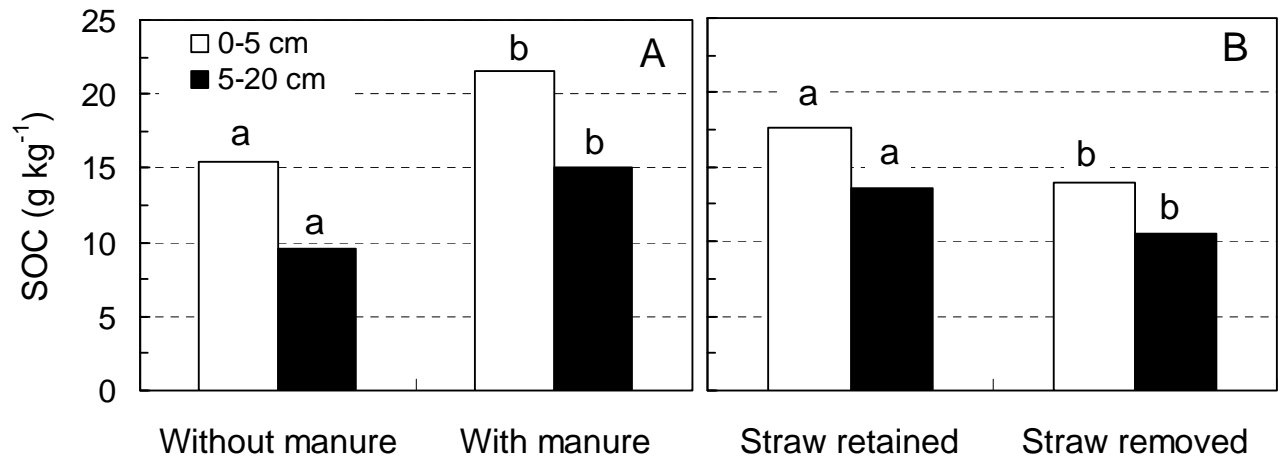 25
20
15
10
5
0
SOC (g kg⁻¹)
0-5 cm
5-20 cm
A
a
a
b
b
B
a
a
b
b
Without manure
With manure
Straw retained
Straw removed